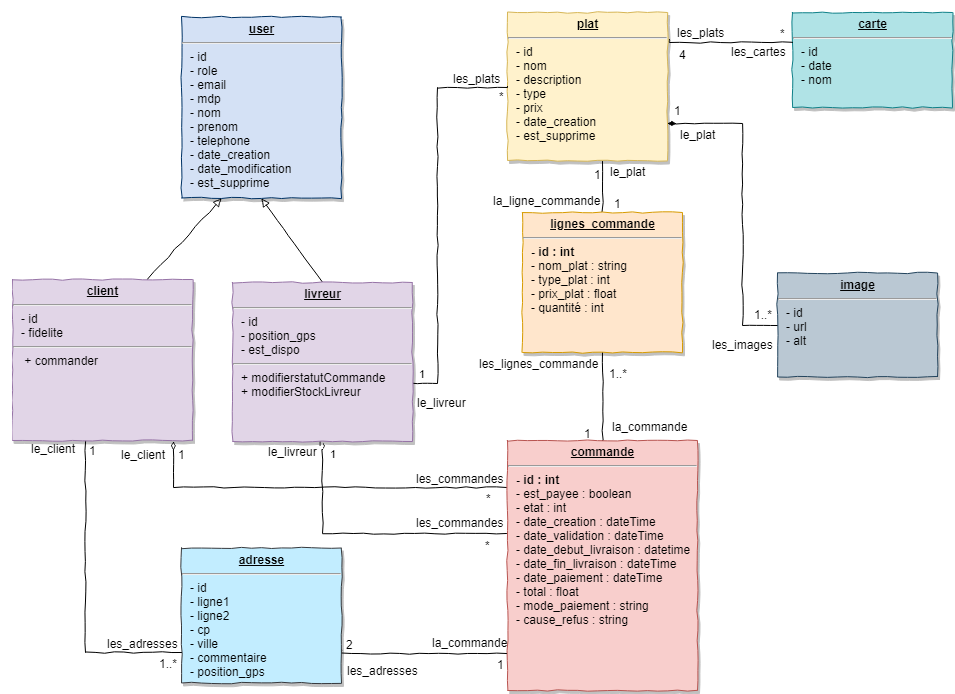 user
- id
- role
- email
- mdp
- nom
- prenom
- telephone
- date_creation
- date_modification
- est_supprime
plat
- id
- nom
- description
- type
- prix
- date_creation
- est_supprime
les_plats
*
4
les_cartes
carte
- id
- date
- nom
les_plats
*
1
le_plat
1
le_plat
la_ligne_commande
1
lignes_commande
- id : int
- nom_plat : string
- type_plat : int
- prix_plat : float
- quantité : int
image
- id
- url
- alt
1..*
les_images
client
- id
- fidelite
+ commander
livreur
- id
- position_gps
- est_dispo
+ modifierstatutCommande
+ modifierStockLivreur
1
le_livreur
les_lignes_commande
1..*
1
la_commande
le_client
1
le_client
1
le_livreur
1
les_commandes
*
les_commandes
*
commande
- id : int
- est_payee : boolean
- etat : int
- date_creation : dateTime
- date_validation : dateTime
- date_debut_livraison : datetime
- date_fin_livraison : dateTime
- date_paiement : dateTime
- total : float
- mode_paiement : string
- cause_refus : string
adresse
- id
- ligne1
- ligne2
- cp
- ville
- commentaire
- position_gps
les_adresses
1..*
2
la_commande
les_adresses
1